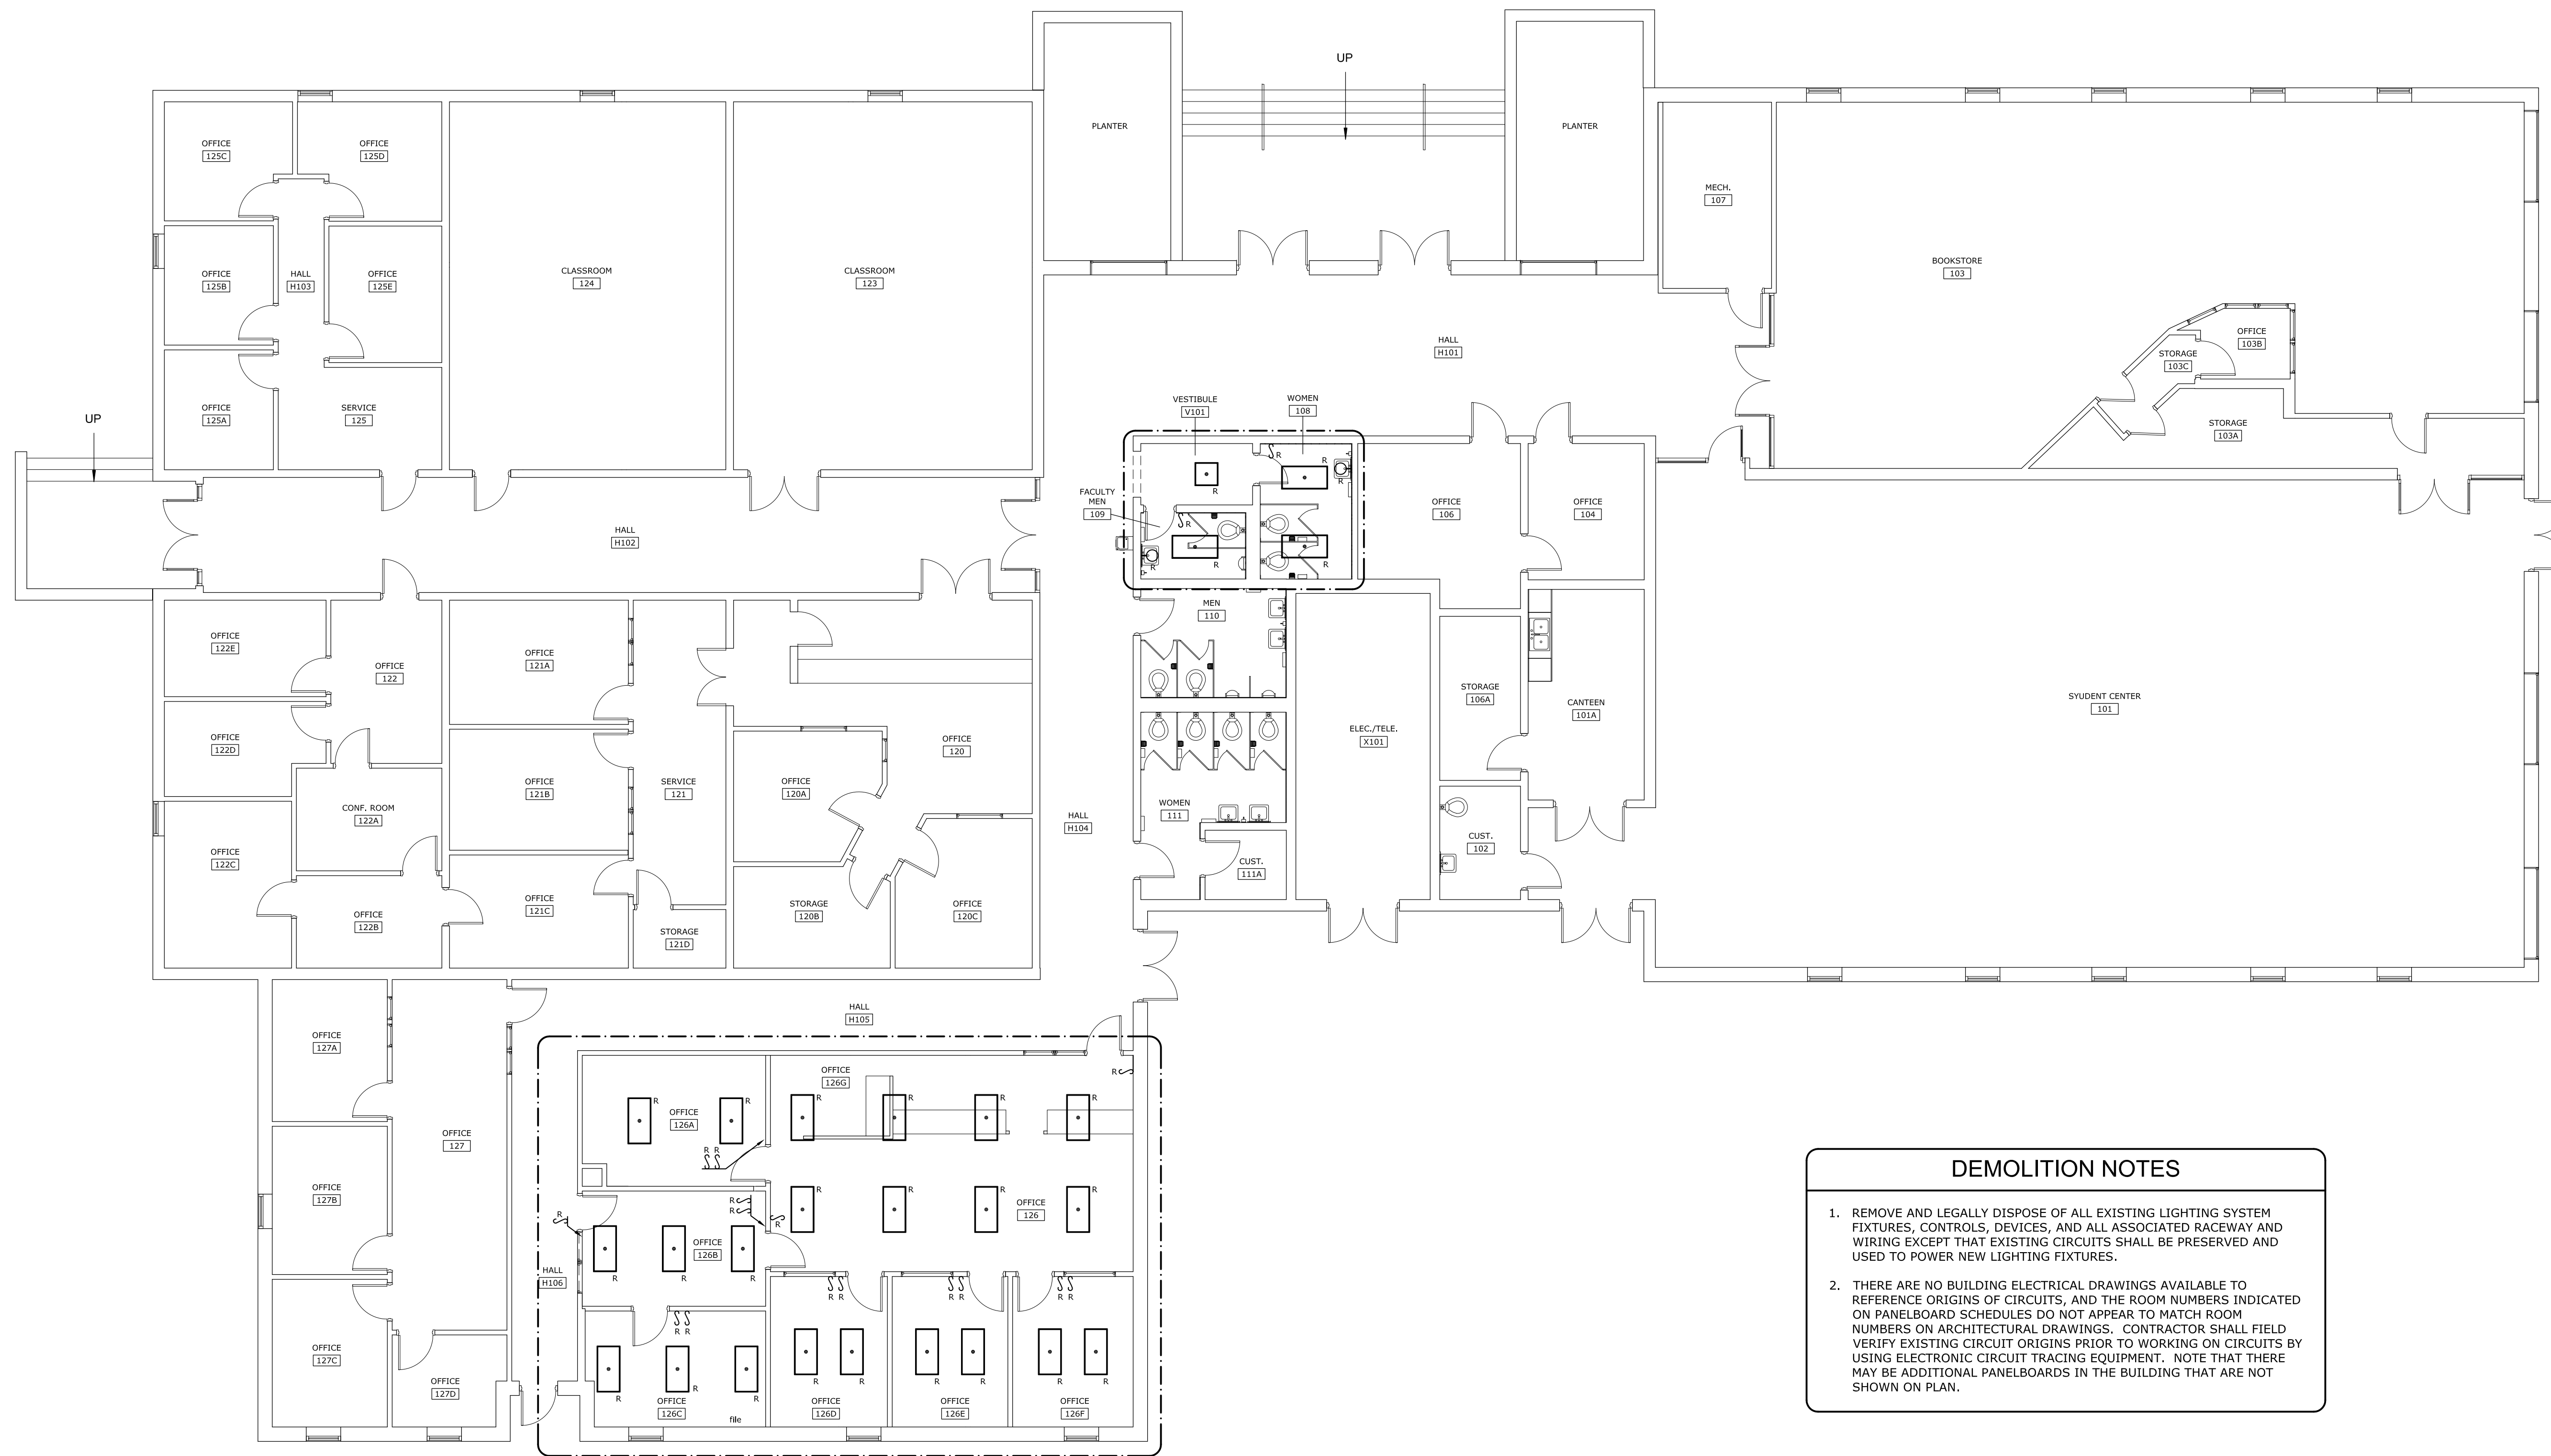 UP
PLANTER
PLANTER
OFFICE
125C
OFFICE
125D
MECH.
107
OFFICE
125B
HALL
H103
OFFICE
125E
CLASSROOM
124
CLASSROOM
123
BOOKSTORE
103
HALL
H101
OFFICE
103B
STORAGE
103C
OFFICE
125A
SERVICE
125
UP
VESTIBULE
V101
WOMEN
108
STORAGE
103A
R
R
R
R
FACULTY
MEN
109
R
R
R
R
OFFICE
106
OFFICE
104
HALL
H102
MEN
110
OFFICE
122E
OFFICE
122
OFFICE
121A
STORAGE
106A
CANTEEN
101A
SYUDENT CENTER
101
ELEC./TELE.
X101
OFFICE
122D
OFFICE
121B
SERVICE
121
OFFICE
120A
OFFICE
120
CONF. ROOM
122A
WOMEN
111
HALL
H104
CUST.
102
OFFICE
122C
CUST.
111A
OFFICE
122B
OFFICE
121C
STORAGE
121D
STORAGE
120B
OFFICE
120C
HALL
H105
OFFICE
127A
OFFICE
127
OFFICE
127B
OFFICE
127C
OFFICE
127D
HALL
H106
OFFICE
126G
R
R
R
R
R
R
R
OFFICE
126A
R R
R
R
R
R
OFFICE
126
R
R
R
R
OFFICE
126B
R
R
R
R R
R R
R R
R R
R
R
R
OFFICE
126C
file
R
R
OFFICE
126D
R
R
OFFICE
126E
R
R
OFFICE
126F
DEMOLITION NOTES
1. REMOVE AND LEGALLY DISPOSE OF ALL EXISTING LIGHTING SYSTEM
FIXTURES, CONTROLS, DEVICES, AND ALL ASSOCIATED RACEWAY AND
WIRING EXCEPT THAT EXISTING CIRCUITS SHALL BE PRESERVED AND
USED TO POWER NEW LIGHTING FIXTURES.
2. THERE ARE NO BUILDING ELECTRICAL DRAWINGS AVAILABLE TO
REFERENCE ORIGINS OF CIRCUITS, AND THE ROOM NUMBERS INDICATED
ON PANELBOARD SCHEDULES DO NOT APPEAR TO MATCH ROOM
NUMBERS ON ARCHITECTURAL DRAWINGS. CONTRACTOR SHALL FIELD
VERIFY EXISTING CIRCUIT ORIGINS PRIOR TO WORKING ON CIRCUITS BY
USING ELECTRONIC CIRCUIT TRACING EQUIPMENT. NOTE THAT THERE
MAY BE ADDITIONAL PANELBOARDS IN THE BUILDING THAT ARE NOT
SHOWN ON PLAN.